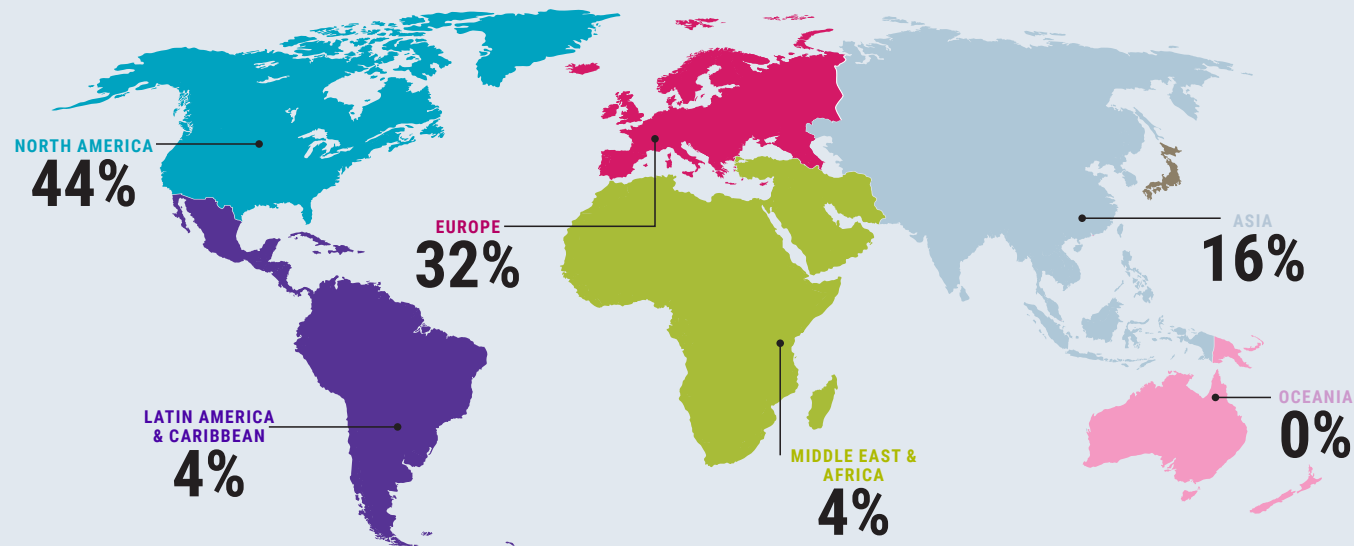 NORTH AMERICA
44%
EUROPE
32%
ASIA
16%
LATIN AMERICA
& CARIBBEAN
4%
MIDDLE EAST &
AFRICA
4%
OCEANIA
0%